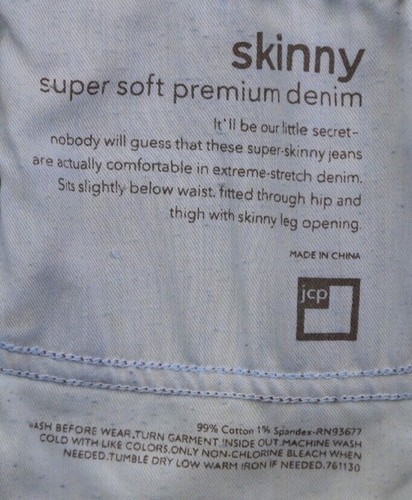 skinny
super soft premium denim
It'll be our little secret-
nobody will guess that these super-skinny jeans
are actually comfortable in extreme-stretch denim.
Sits slightly below waist, fitted through hip and
thigh with skinny leg opening.
MADE IN CHINA
jcp
99% Cotton 1% Spandex-RN93677
WASH BEFORE WEAR.TURN GARMENT INSIDE OUT.MACHINE WASH
COLD WITH LIKE COLORS.ONLY NON-CHLORINE BLEACH WHEN
NEEDED.TUMBLE DRY LOW WARM IRON IF NEEDED.761130